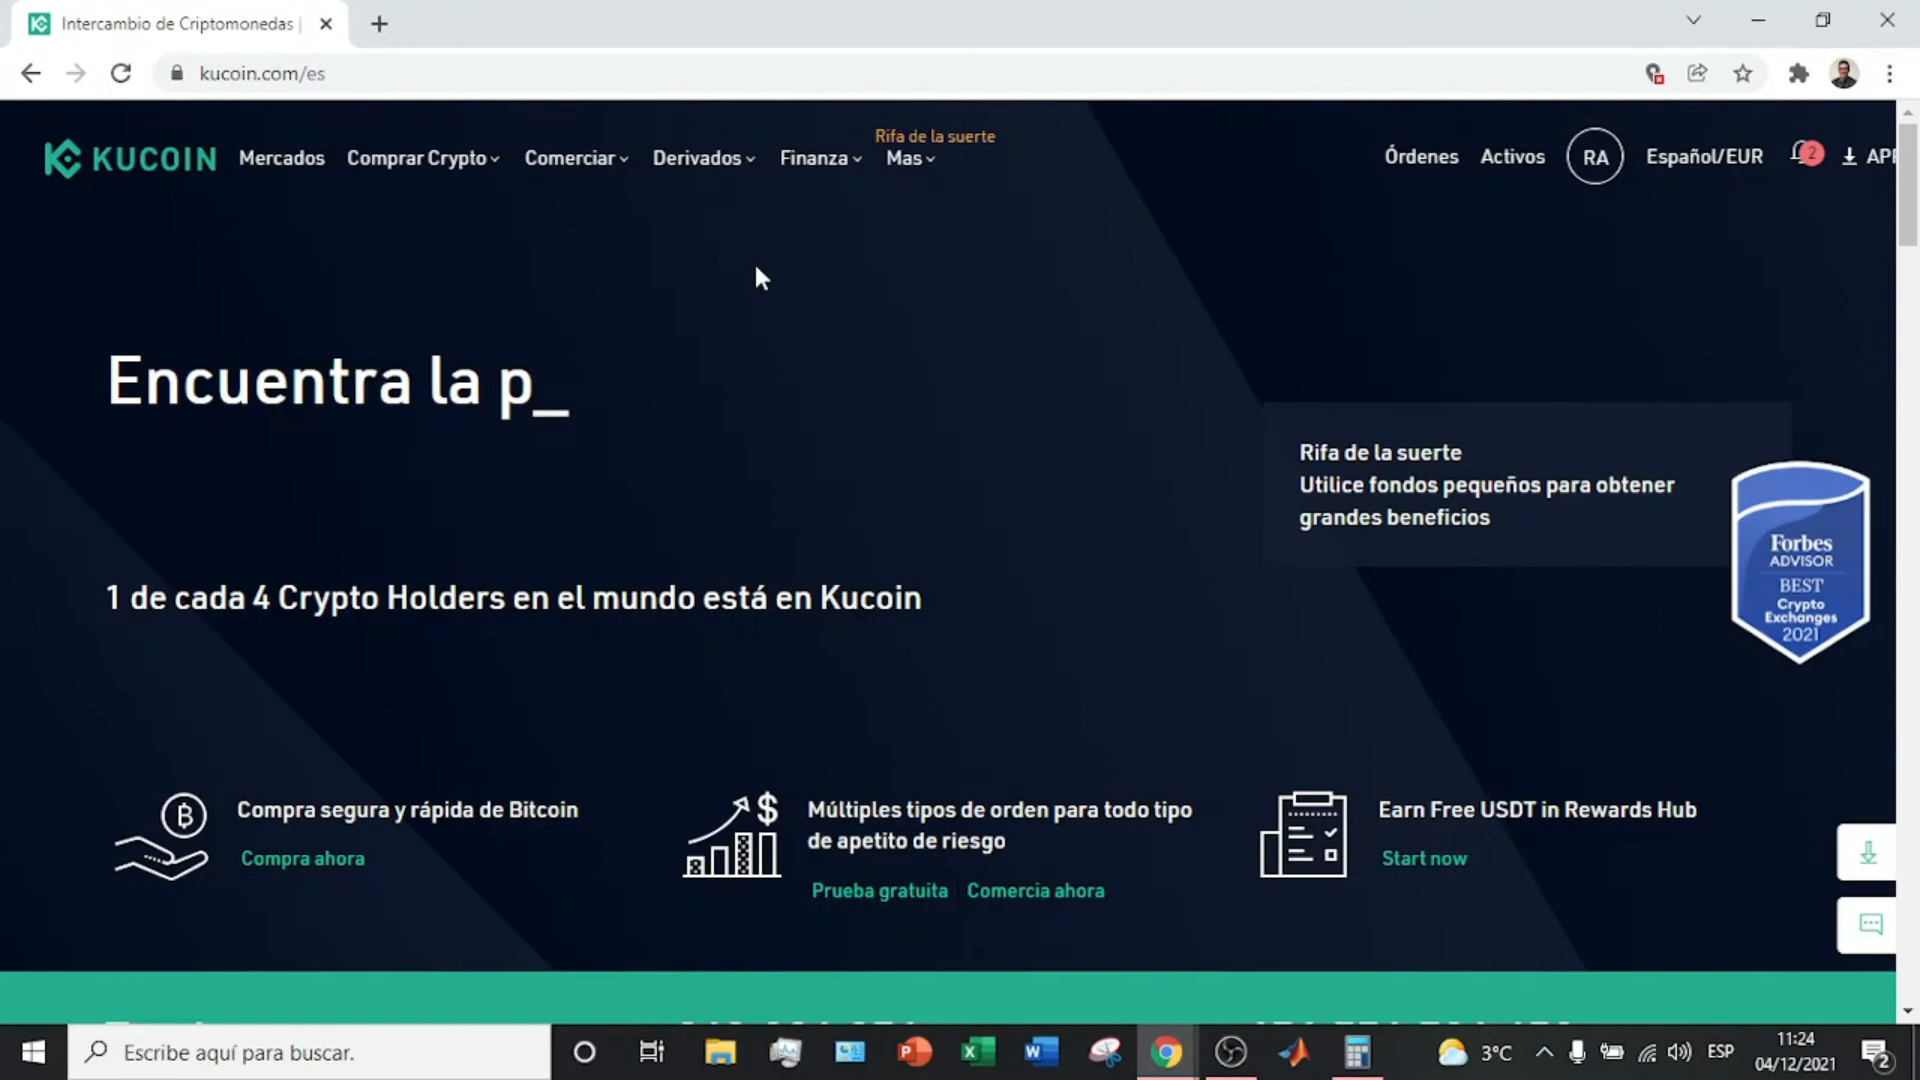 Intercambio de Criptomonedas |
kucoin.com/es
KUCOIN
Mercados
Comprar Crypto
Comerciar
Derivados
Finanza
Rifa de la suerte
Mas
Órdenes
Activos
RA
Español/EUR
2
Encuentra la p_
Rifa de la suerte
Utilice fondos pequeños para obtener
grandes beneficios
Forbes
ADVISOR
BEST
Crypto
Exchanges
2021
1 de cada 4 Crypto Holders en el mundo está en Kucoin
Compra segura y rápida de Bitcoin
Compra ahora
Múltiples tipos de orden para todo tipo
de apetito de riesgo
Prueba gratuita
Comercia ahora
Earn Free USDT in Rewards Hub
Start now
Escribe aquí para buscar.
3°C
ESP
11:24
04/12/2021
2